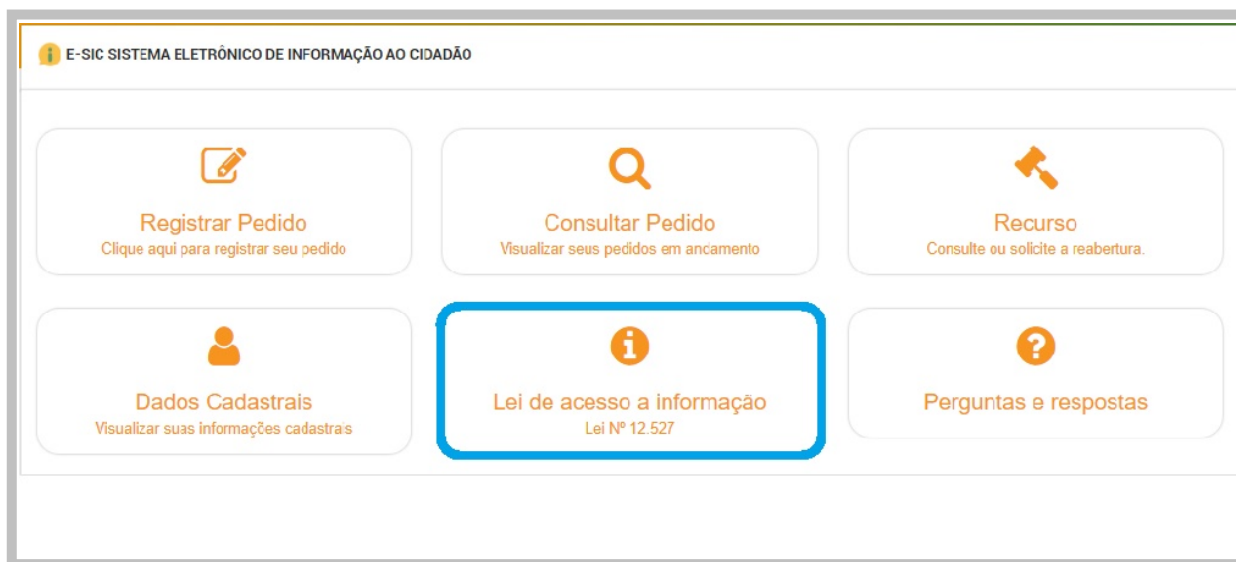 E-SIC SISTEMA ELETRÔNICO DE INFORMAÇÃO AO CIDADÃO
Registrar Pedido
Clique aqui para registrar seu pedido
Consultar Pedido
Visualizar seus pedidos em andamento
Recurso
Consulte ou solicite a reabertura.
Dados Cadastrais
Visualizar suas informações cadastrais
Lei de acesso a informação
Lei Nº 12.527
Perguntas e respostas